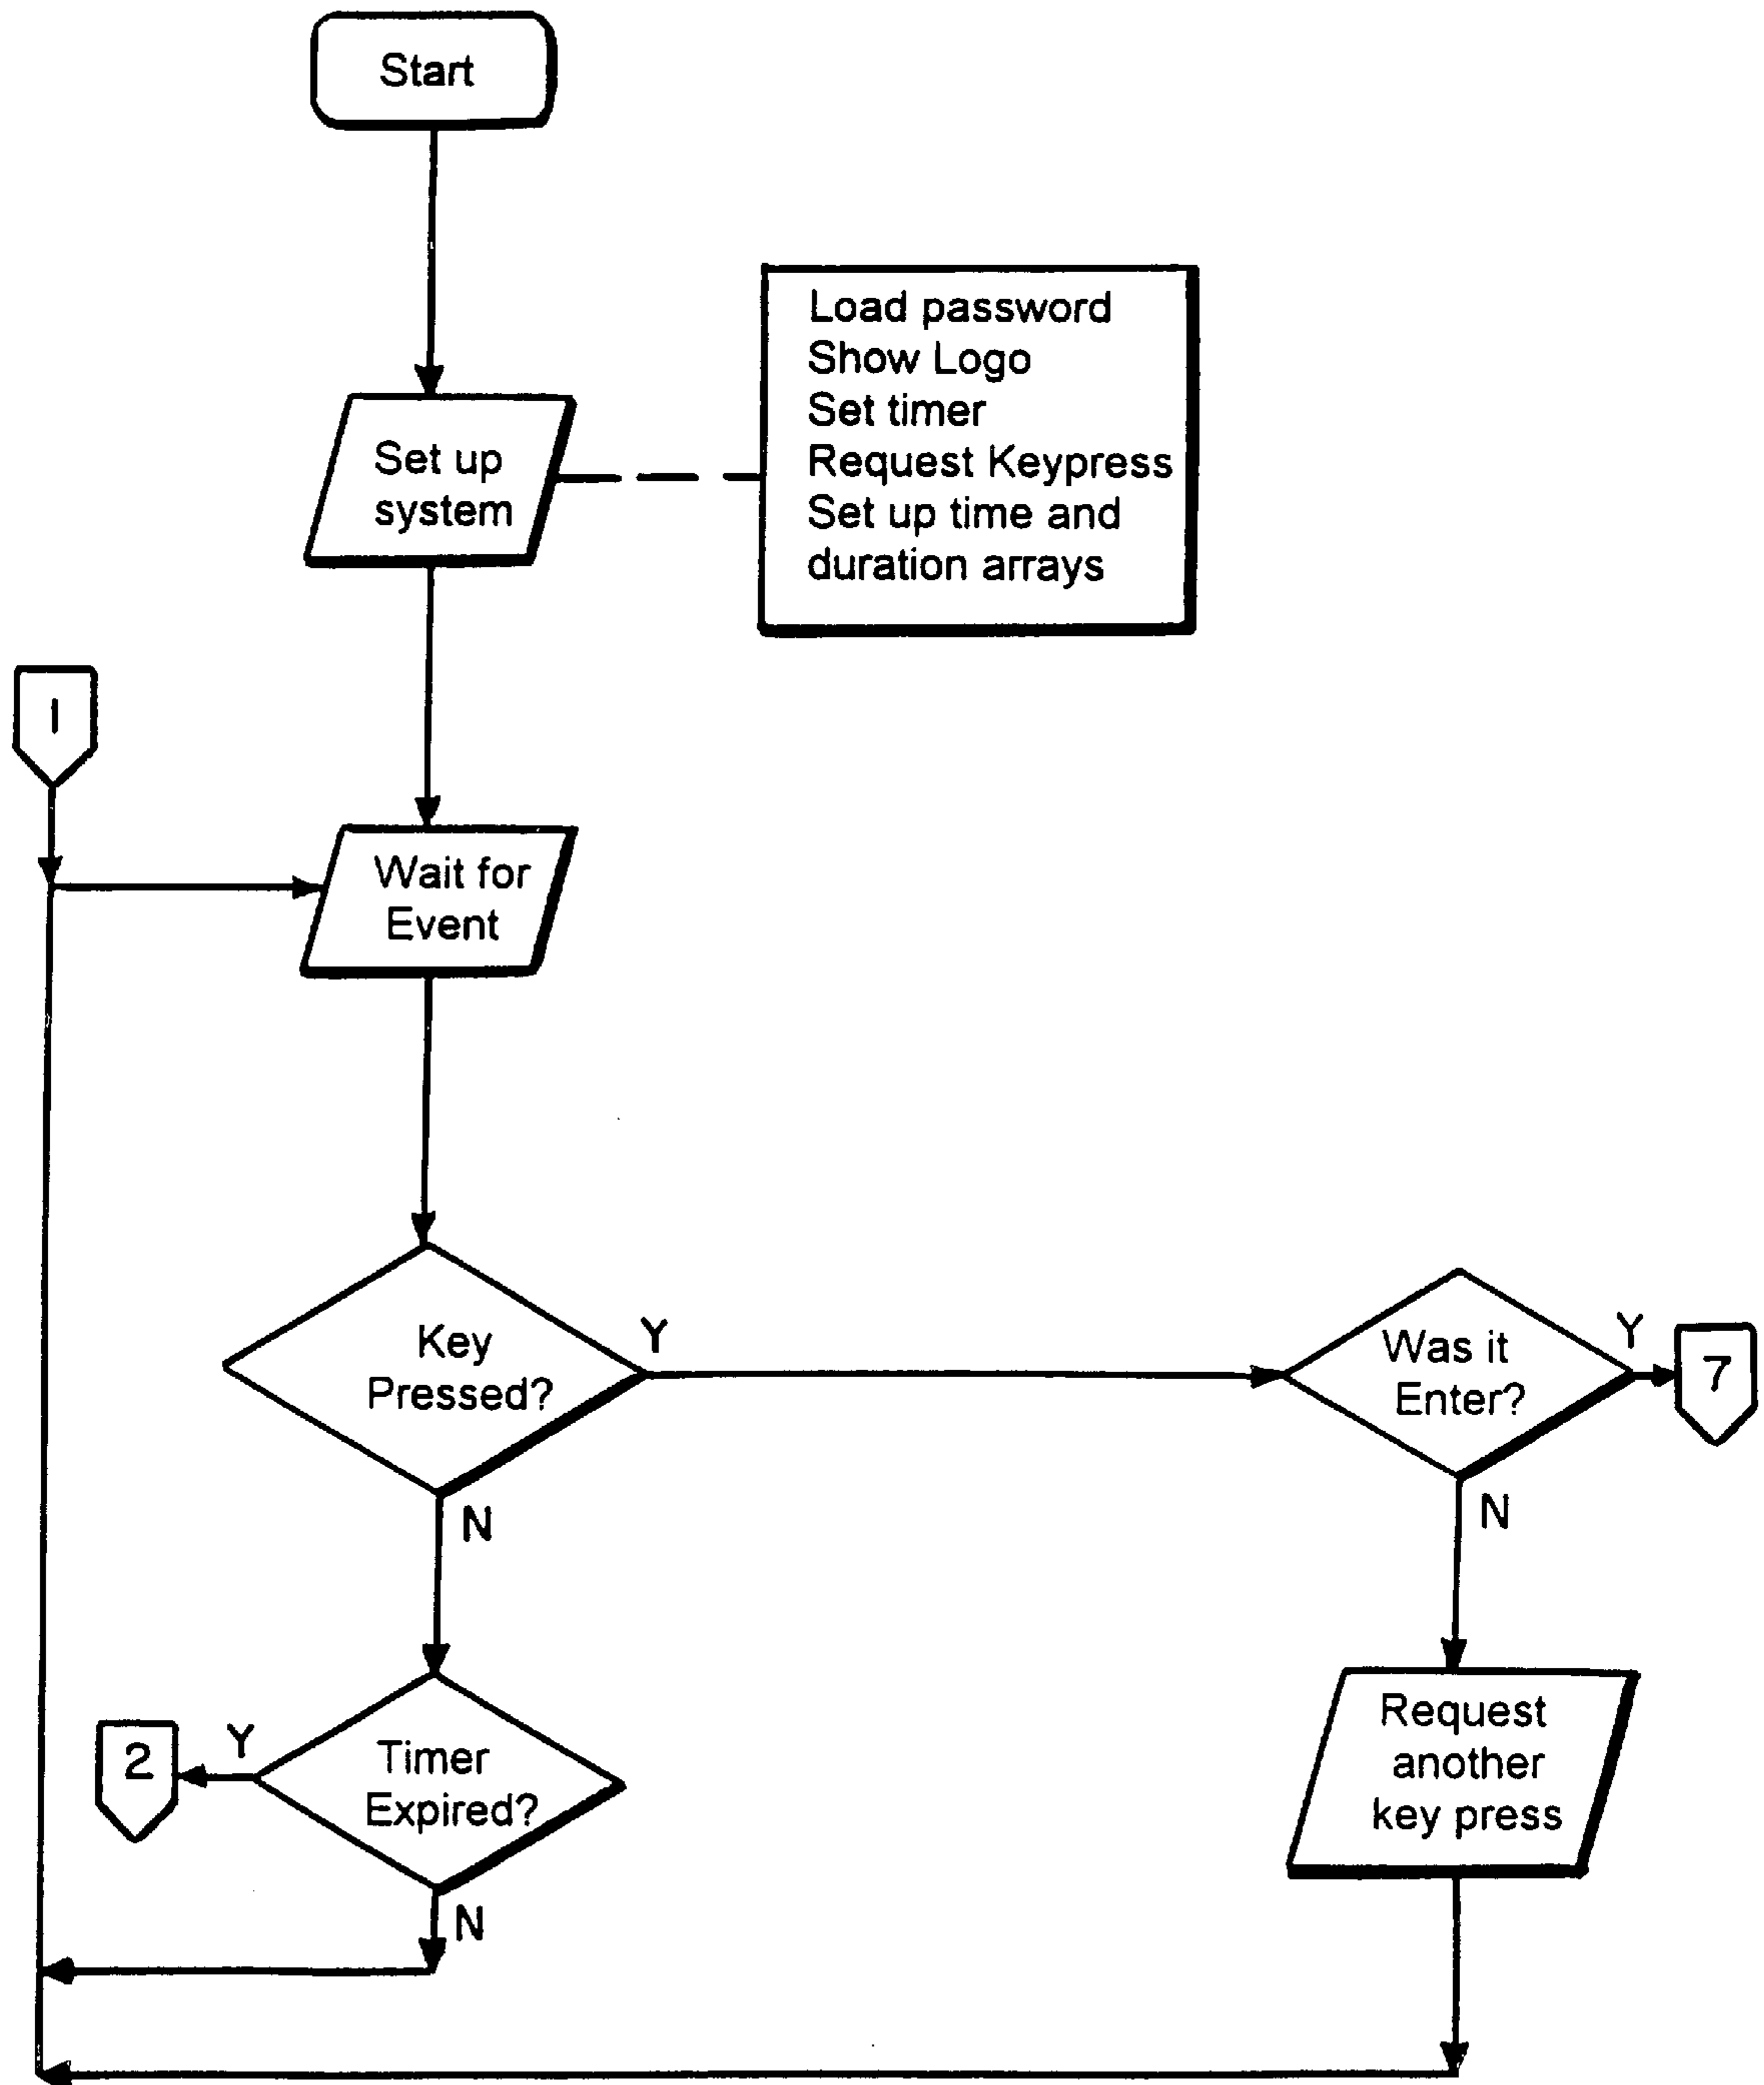 Start
Load password
Show Logo
Set timer
Request Keypress
Set up time and
duration arrays
Set up
system
1
Wait for
Event
Key
Pressed?
Y
N
Was it
Enter?
Y
7
N
Timer
Expired?
Y
2
N
Request
another
key press